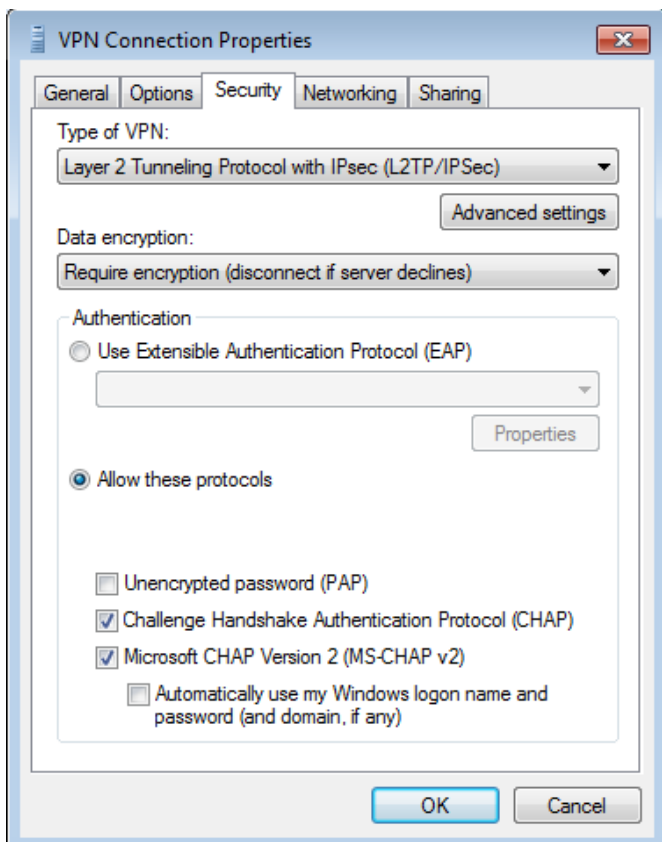 VPN Connection Properties
General Options Security Networking Sharing
Type of VPN:
Layer 2 Tunneling Protocol with IPsec (L2TP/IPSec)
Advanced settings
Data encryption:
Require encryption (disconnect if server declines)
Authentication
Use Extensible Authentication Protocol (EAP)
Properties
Allow these protocols
Unencrypted password (PAP)
Challenge Handshake Authentication Protocol (CHAP)
Microsoft CHAP Version 2 (MS-CHAP v2)
Automatically use my Windows logon name and
password (and domain, if any)
OK Cancel